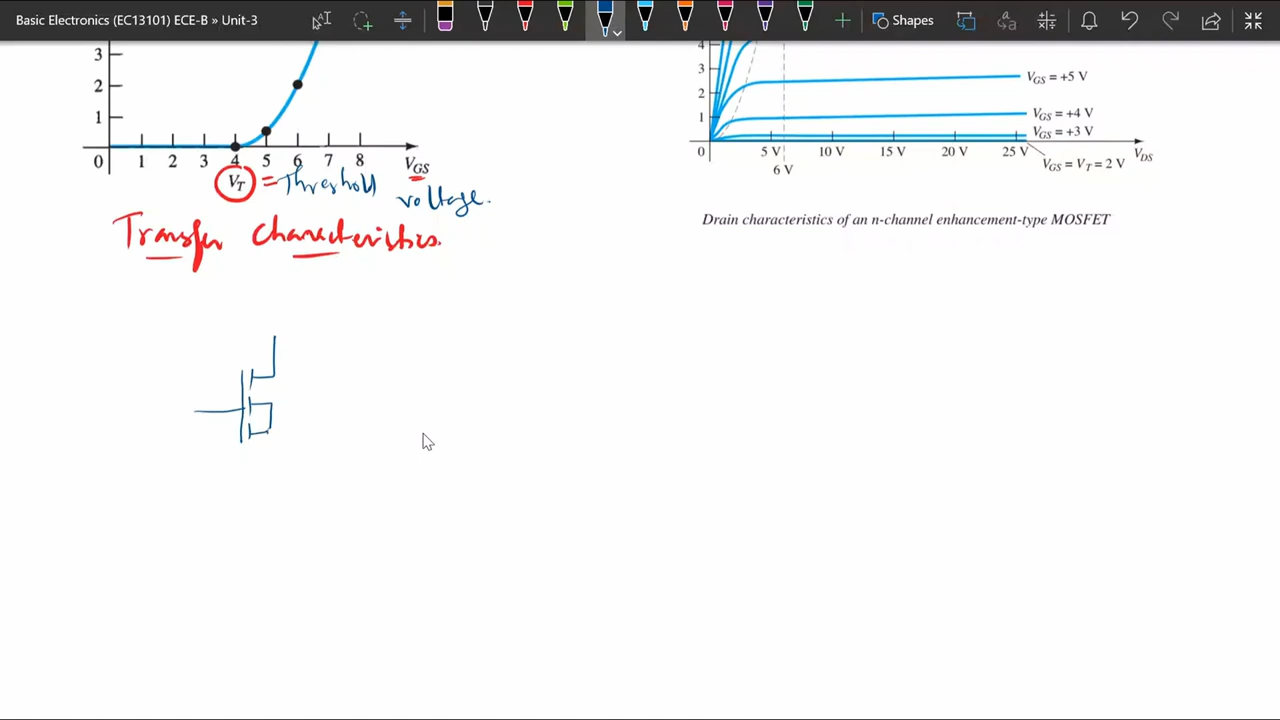 Basic Electronics (EC13101) ECE-B » Unit-3
Shapes
3
2
1
0 1 2 3 4 5 6 7 8 VGS
VT = Threshold voltage.
Transfer characteristics.
4
3
2
1
0 5 V 10 V 15 V 20 V 25 V VDS
6 V
VGS = +5 V
VGS = +4 V
VGS = +3 V
VGS = VT = 2 V
Drain characteristics of an n-channel enhancement-type MOSFET